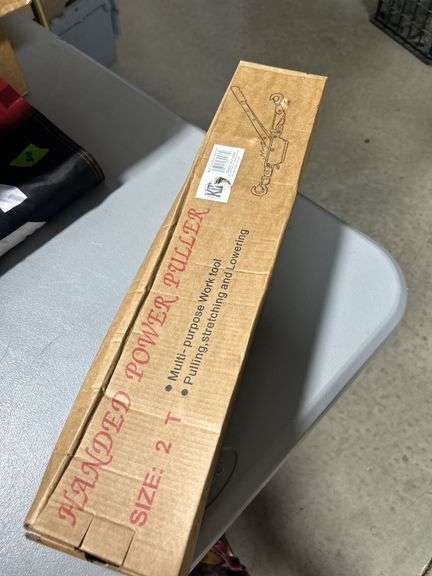 HANDED POWER PULLER
SIZE: 2 T
● Multi-purpose Work tool
● Pulling, stretching and Lowering